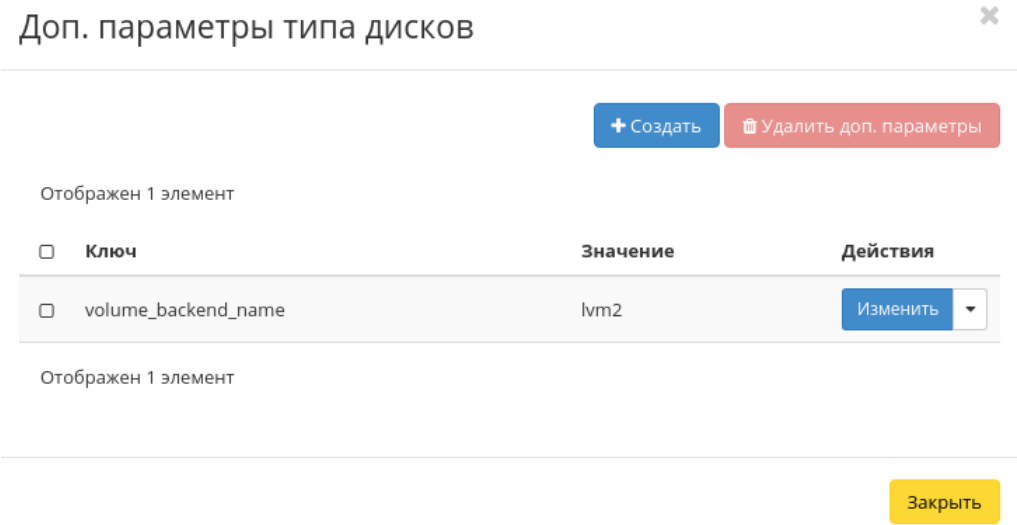 Доп. параметры типа дисков
Создать Удалить доп. параметры
Отображен 1 элемент
Ключ Значение Действия
volume_backend_name lvm2 Изменить
Отображен 1 элемент
Закрыть